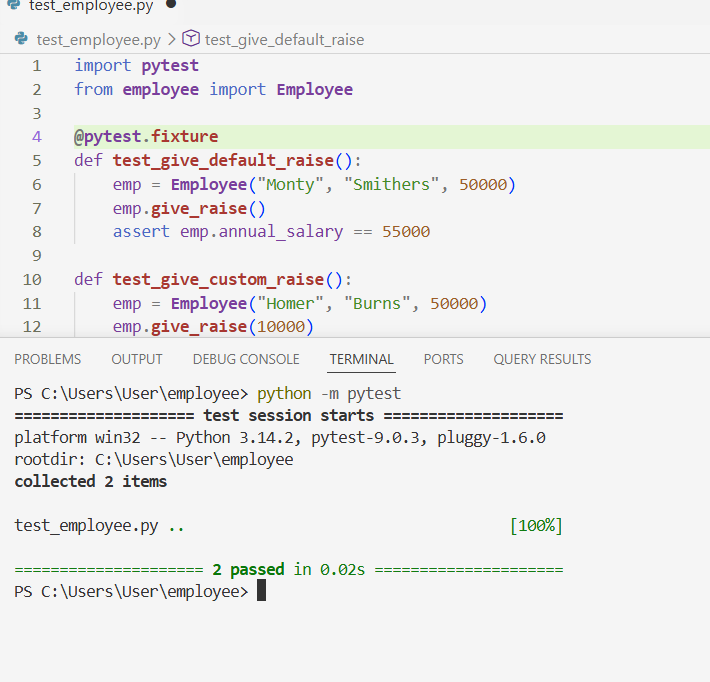 test_employee.py ●
test_employee.py > test_give_default_raise
1 import pytest
2 from employee import Employee
3
4 @pytest.fixture
5 def test_give_default_raise():
6     emp = Employee("Monty", "Smithers", 50000)
7     emp.give_raise()
8     assert emp.annual_salary == 55000
9
10 def test_give_custom_raise():
11     emp = Employee("Homer", "Burns", 50000)
12     emp.give_raise(10000)
PROBLEMS OUTPUT DEBUG CONSOLE TERMINAL PORTS QUERY RESULTS
PS C:\Users\User\employee> python -m pytest
==================== test session starts ====================
platform win32 -- Python 3.14.2, pytest-9.0.3, pluggy-1.6.0
rootdir: C:\Users\User\employee
collected 2 items
test_employee.py .. [100%]
===================== 2 passed in 0.02s =====================
PS C:\Users\User\employee>